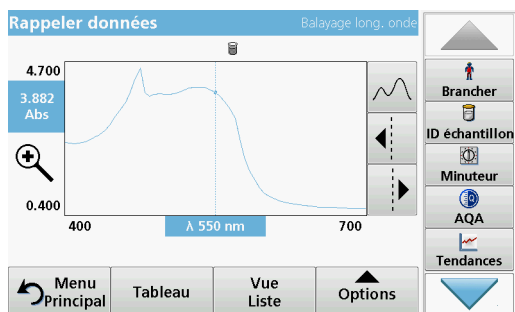 Rappeler données
Balayage long. onde
4.700
3.882
Abs
0.400
400
λ 550 nm
700
Menu
Principal
Tableau
Vue
Liste
Options
Brancher
ID échantillon
Minuteur
AQA
Tendances